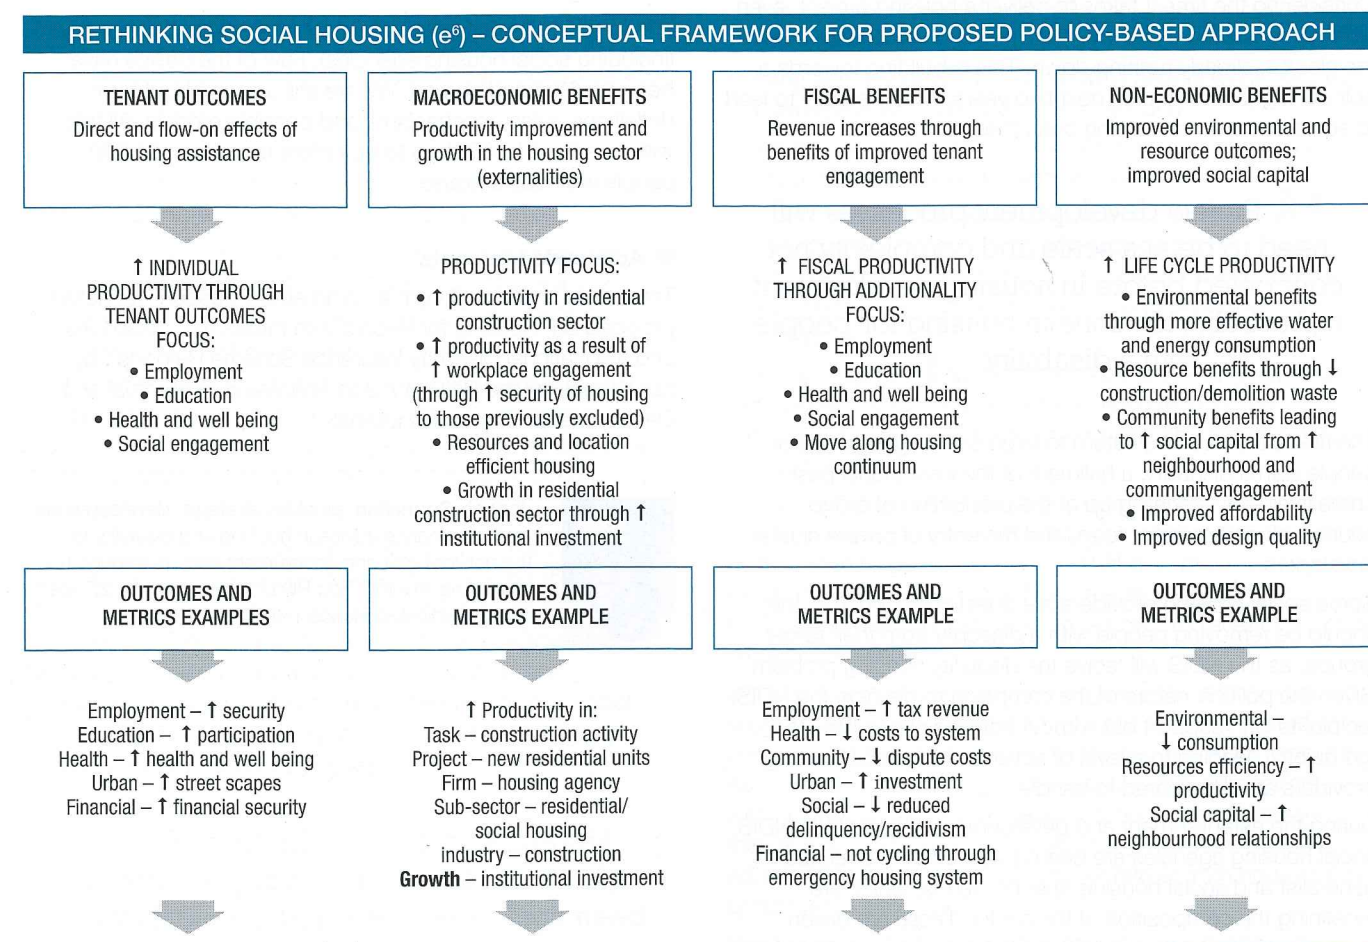 RETHINKING SOCIAL HOUSING (e⁶) – CONCEPTUAL FRAMEWORK FOR PROPOSED POLICY-BASED APPROACH
TENANT OUTCOMES
Direct and flow-on effects of
housing assistance
↑ INDIVIDUAL
PRODUCTIVITY THROUGH
TENANT OUTCOMES
FOCUS:
• Employment
• Education
• Health and well being
• Social engagement
OUTCOMES AND
METRICS EXAMPLES
Employment – ↑ security
Education – ↑ participation
Health – ↑ health and well being
Urban – ↑ street scapes
Financial – ↑ financial security
MACROECONOMIC BENEFITS
Productivity improvement and
growth in the housing sector
(externalities)
PRODUCTIVITY FOCUS:
• ↑ productivity in residential
construction sector
• ↑ productivity as a result of
↑ workplace engagement
(through ↑ security of housing
to those previously excluded)
• Resources and location
efficient housing
• Growth in residential
construction sector through ↑
institutional investment
OUTCOMES AND
METRICS EXAMPLE
↑ Productivity in:
Task – construction activity
Project – new residential units
Firm – housing agency
Sub-sector – residential/
social housing
industry – construction
Growth – institutional investment
FISCAL BENEFITS
Revenue increases through
benefits of improved tenant
engagement
↑ FISCAL PRODUCTIVITY
THROUGH ADDITIONALITY
FOCUS:
• Employment
• Education
• Health and well being
• Social engagement
• Move along housing
continuum
OUTCOMES AND
METRICS EXAMPLE
Employment – ↑ tax revenue
Health – ↓ costs to system
Community – ↓ dispute costs
Urban – ↑ investment
Social – ↓ reduced
delinquency/recidivism
Financial – not cycling through
emergency housing system
NON-ECONOMIC BENEFITS
Improved environmental and
resource outcomes;
improved social capital
↑ LIFE CYCLE PRODUCTIVITY
• Environmental benefits
through more effective water
and energy consumption
• Resource benefits through ↓
construction/demolition waste
• Community benefits leading
to ↑ social capital from ↑
neighbourhood and
communityengagement
• Improved affordability
• Improved design quality
OUTCOMES AND
METRICS EXAMPLE
Environmental –
↓ consumption
Resources efficiency – ↑
productivity
Social capital – ↑
neighbourhood relationships